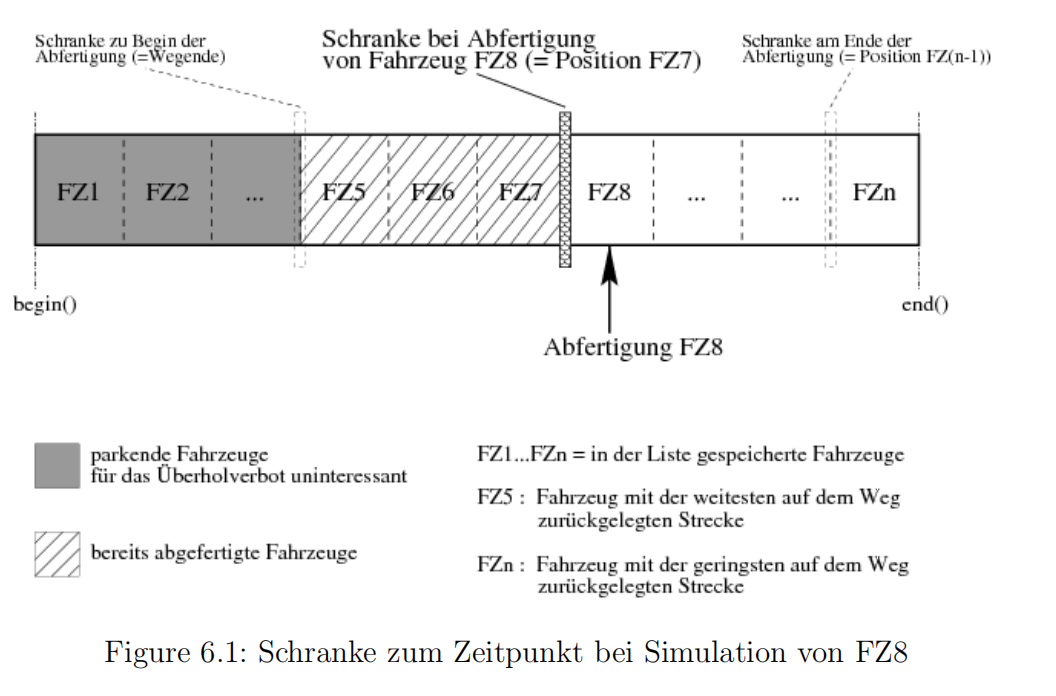 Schranke zu Begin der
Abfertigung (=Wegende)
Schranke bei Abfertigung
von Fahrzeug FZ8 (= Position FZ7)
Schranke am Ende der
Abfertigung (= Position FZ(n-1))
FZ1 FZ2 ... FZ5 FZ6 FZ7 FZ8 ... ... FZn
begin()
end()
Abfertigung FZ8
parkende Fahrzeuge
für das Überholverbot uninteressant
bereits abgefertigte Fahrzeuge
FZ1...FZn = in der Liste gespeicherte Fahrzeuge
FZ5 : Fahrzeug mit der weitesten auf dem Weg
zurückgelegten Strecke
FZn : Fahrzeug mit der geringsten auf dem Weg
zurückgelegten Strecke
Figure 6.1: Schranke zum Zeitpunkt bei Simulation von FZ8